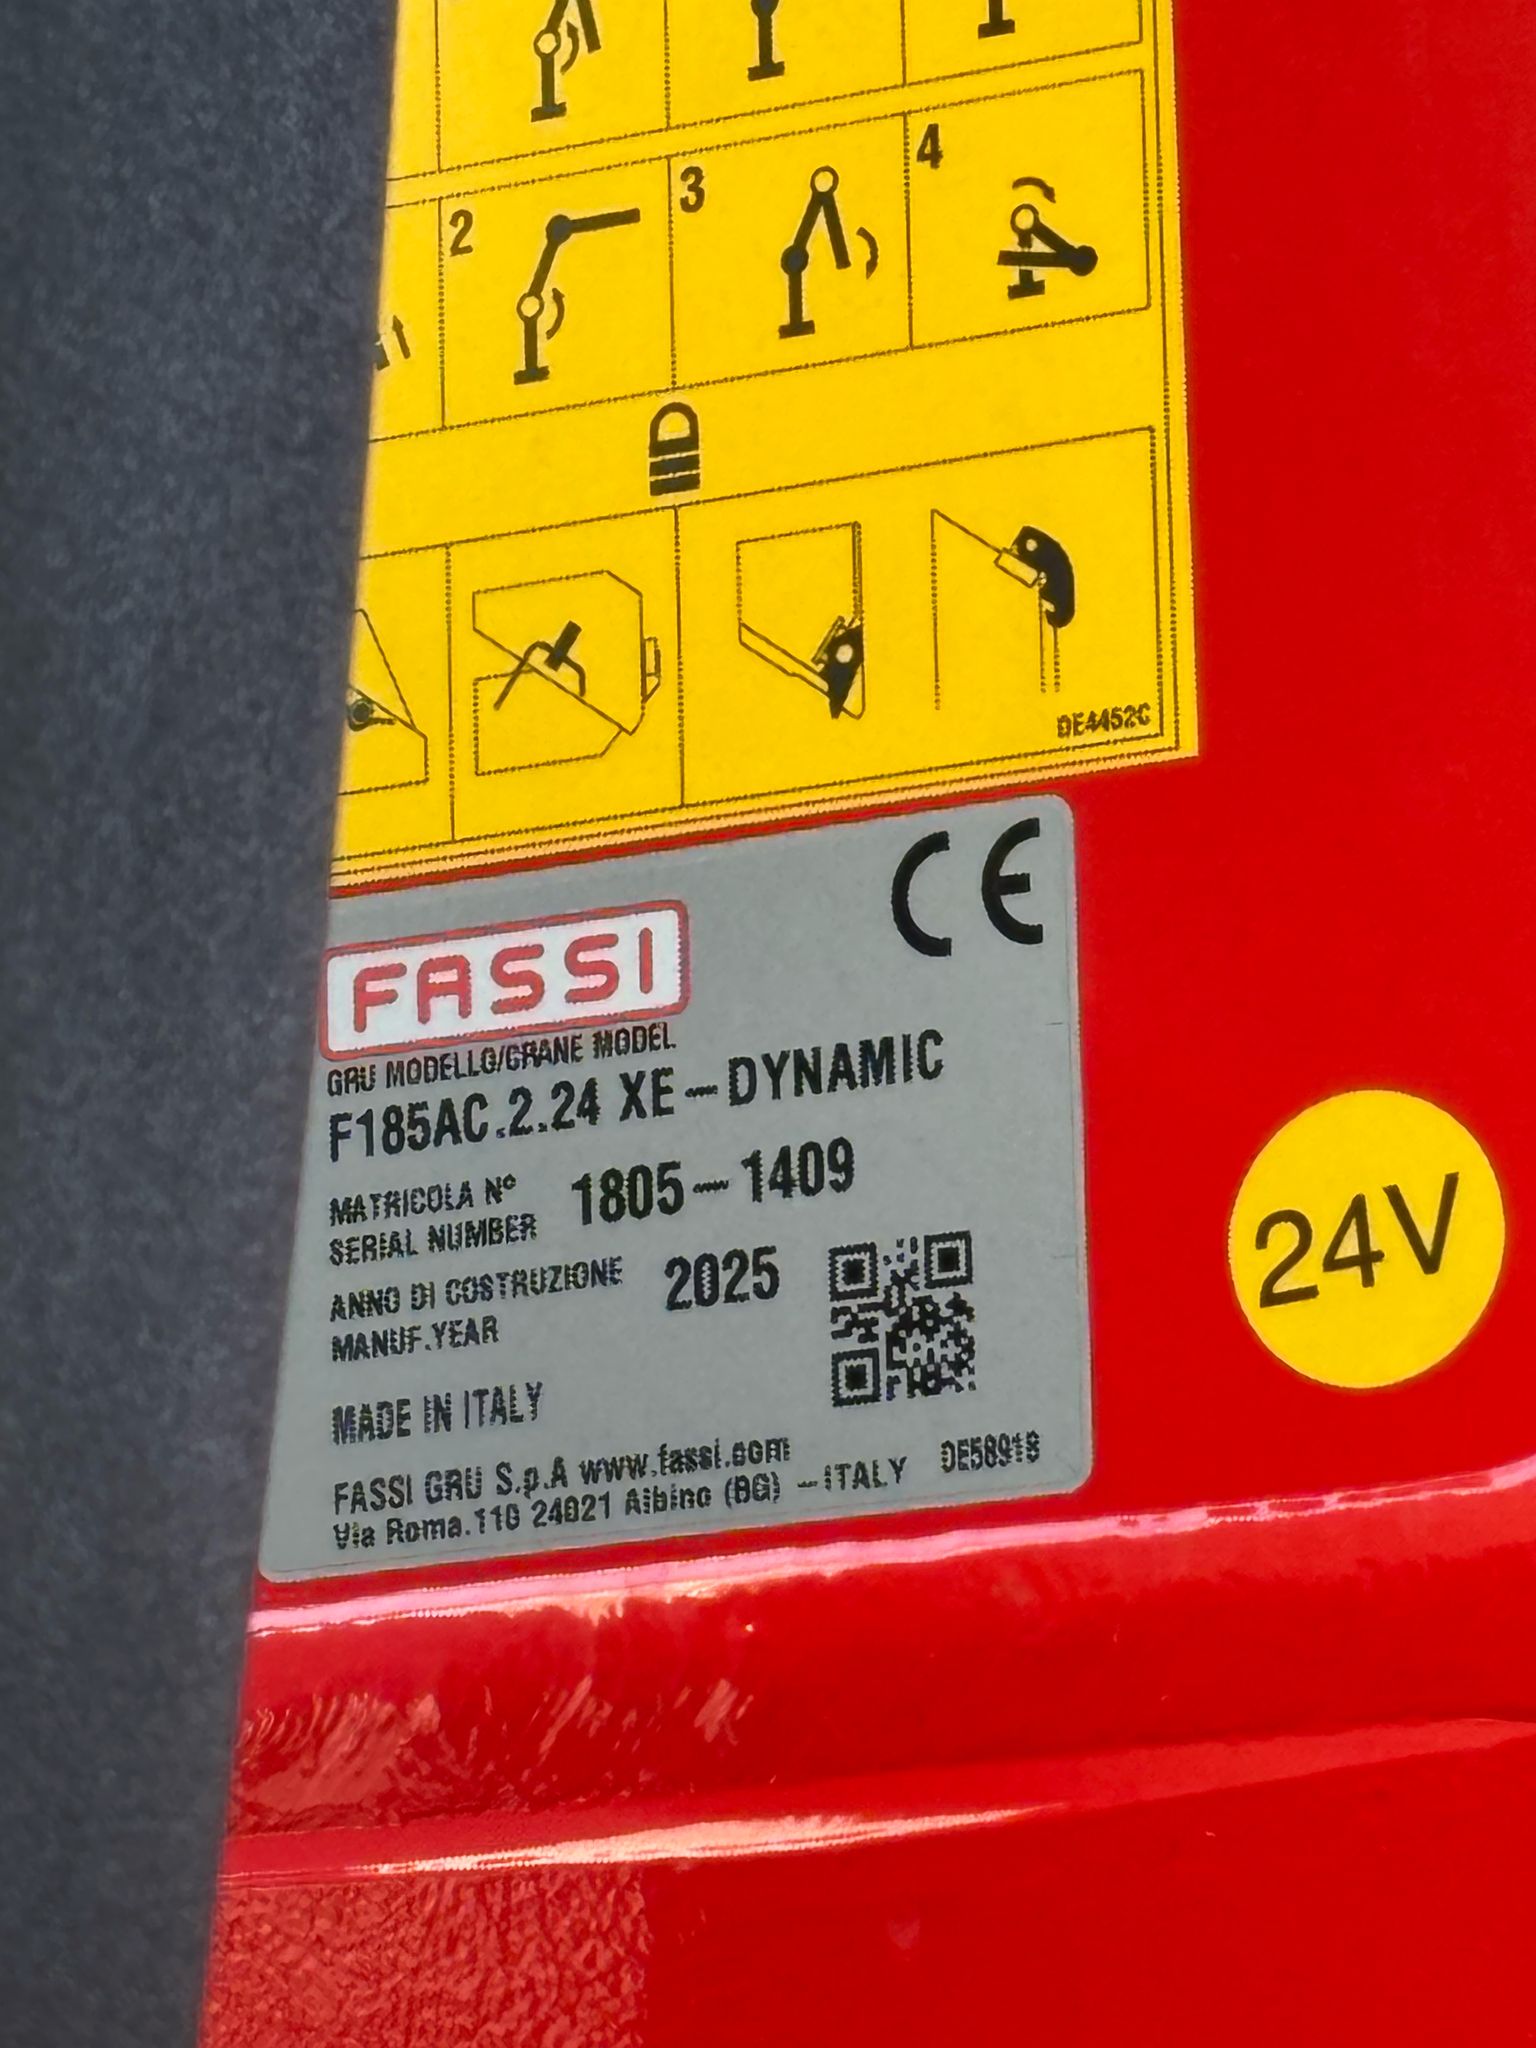 2
3
4
DE4452C
CE
FASSI
GRU MODELLO/CRANE MODEL
F185AC.2.24 XE-DYNAMIC
MATRICOLA N° 1805-1409
SERIAL NUMBER
ANNO DI COSTRUZIONE 2025
MANUF.YEAR
MADE IN ITALY
FASSI GRU S.p.A www.fassi.com
Via Roma.110 24021 Albino (BG) -ITALY DE58918
24V